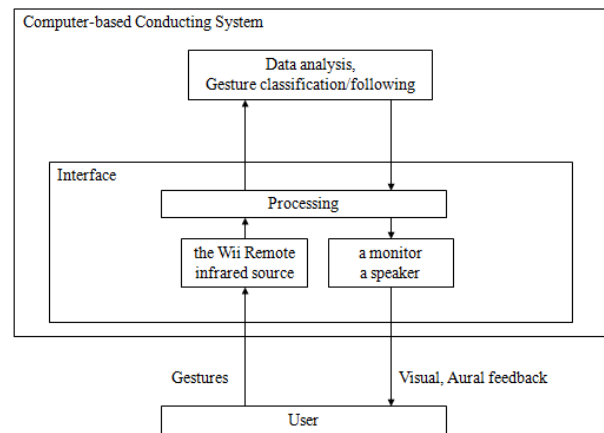 Computer-based Conducting System
Data analysis,
Gesture classification/following
Interface
Processing
the Wii Remote
infrared source
a monitor
a speaker
Gestures
Visual, Aural feedback
User